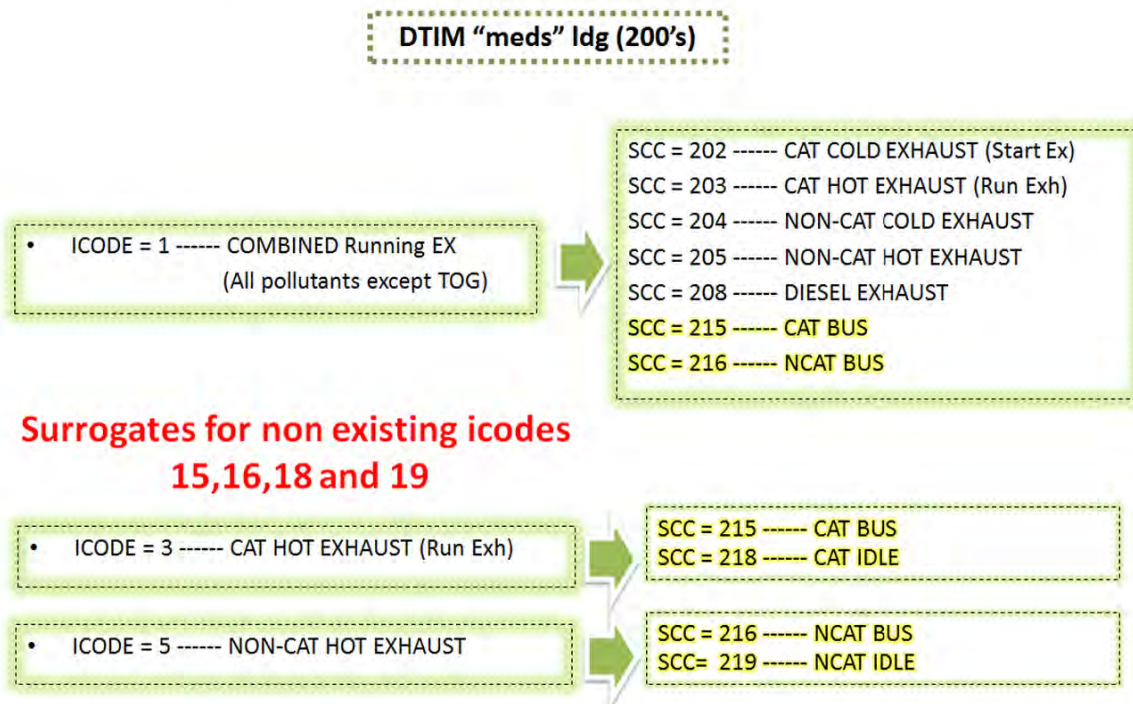 DTIM “meds” ldg (200’s)
• ICODE = 1 ------ COMBINED Running EX
(All pollutants except TOG)
SCC = 202 ------ CAT COLD EXHAUST (Start Ex)
SCC = 203 ------ CAT HOT EXHAUST (Run Exh)
SCC = 204 ------ NON-CAT COLD EXHAUST
SCC = 205 ------ NON-CAT HOT EXHAUST
SCC = 208 ------ DIESEL EXHAUST
SCC = 215 ------ CAT BUS
SCC = 216 ------ NCAT BUS
Surrogates for non existing icodes
15,16,18 and 19
• ICODE = 3 ------ CAT HOT EXHAUST (Run Exh)
SCC = 215 ------ CAT BUS
SCC = 218 ------ CAT IDLE
• ICODE = 5 ------ NON-CAT HOT EXHAUST
SCC = 216 ------ NCAT BUS
SCC= 219 ------ NCAT IDLE